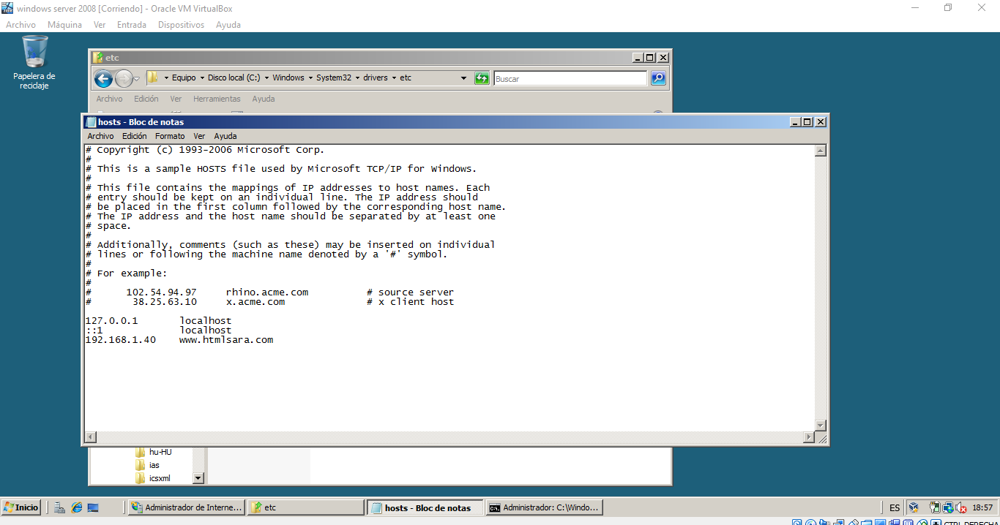 windows server 2008 [Corriendo] - Oracle VM VirtualBox
Archivo Máquina Ver Entrada Dispositivos Ayuda
Papelera de
reciclaje
etc
Equipo Disco local (C:) Windows System32 drivers etc
Buscar
Archivo Edición Ver Herramientas Ayuda
hosts - Bloc de notas
Archivo Edición Formato Ver Ayuda
# Copyright (c) 1993-2006 Microsoft Corp.
#
# This is a sample HOSTS file used by Microsoft TCP/IP for Windows.
#
# This file contains the mappings of IP addresses to host names. Each
# entry should be kept on an individual line. The IP address should
# be placed in the first column followed by the corresponding host name.
# The IP address and the host name should be separated by at least one
# space.
#
# Additionally, comments (such as these) may be inserted on individual
# lines or following the machine name denoted by a '#' symbol.
#
# For example:
#
#      102.54.94.97     rhino.acme.com          # source server
#       38.25.63.10     x.acme.com              # x client host
127.0.0.1       localhost
::1             localhost
192.168.1.40    www.htmlsara.com
hu-HU
ias
icsxml
Inicio
Administrador de Interne...
etc
hosts - Bloc de notas
Administrador: C:\Windo...
ES
18:57
CTRL DERECHA